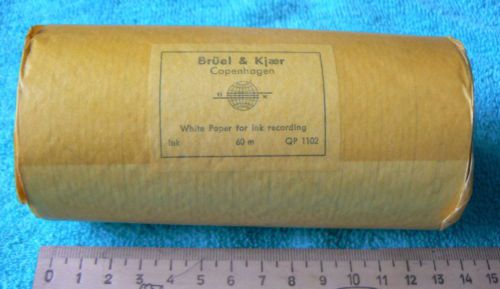 Brüel & Kjær
Copenhagen
White Paper for ink recording
Ink 60 m QP 1102
0 1 2 3 4 5 6 7 8 9 10 11 12 13 14 15